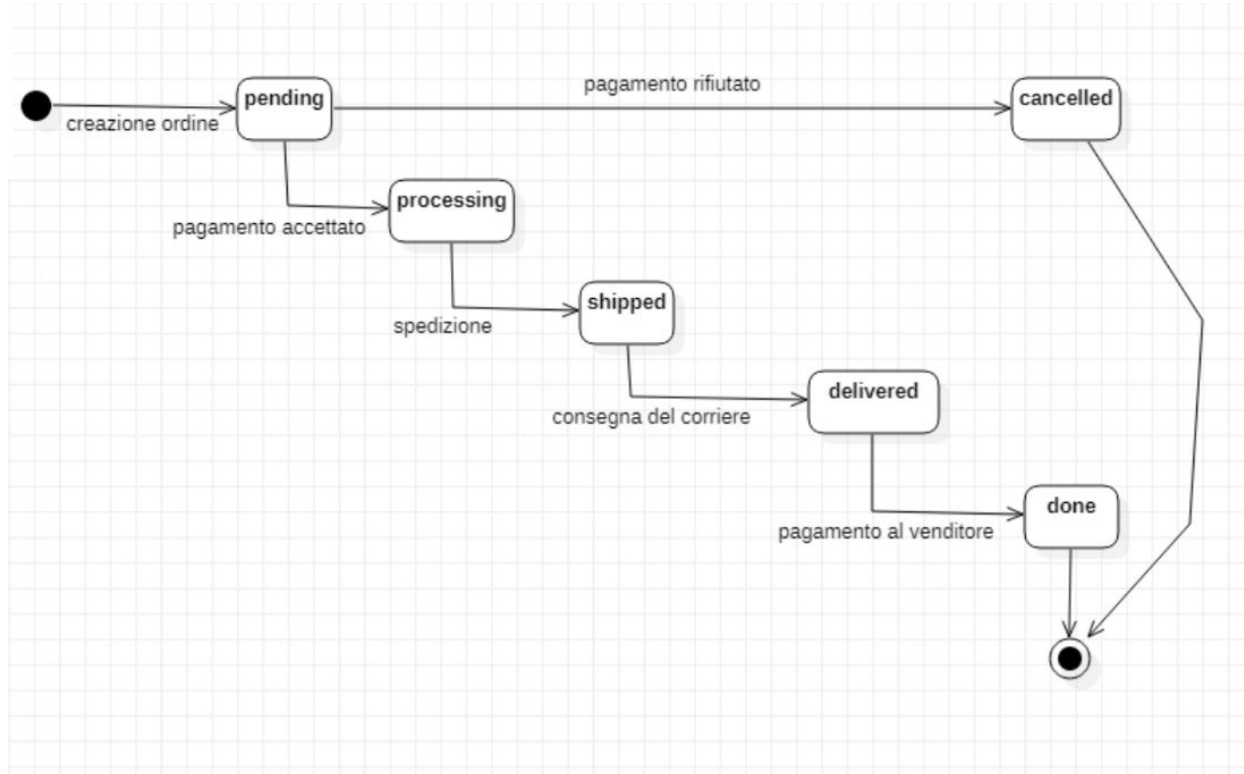 pagamento rifiutato
pending
cancelled
creazione ordine
processing
pagamento accettato
shipped
spedizione
delivered
consegna del corriere
done
pagamento al venditore